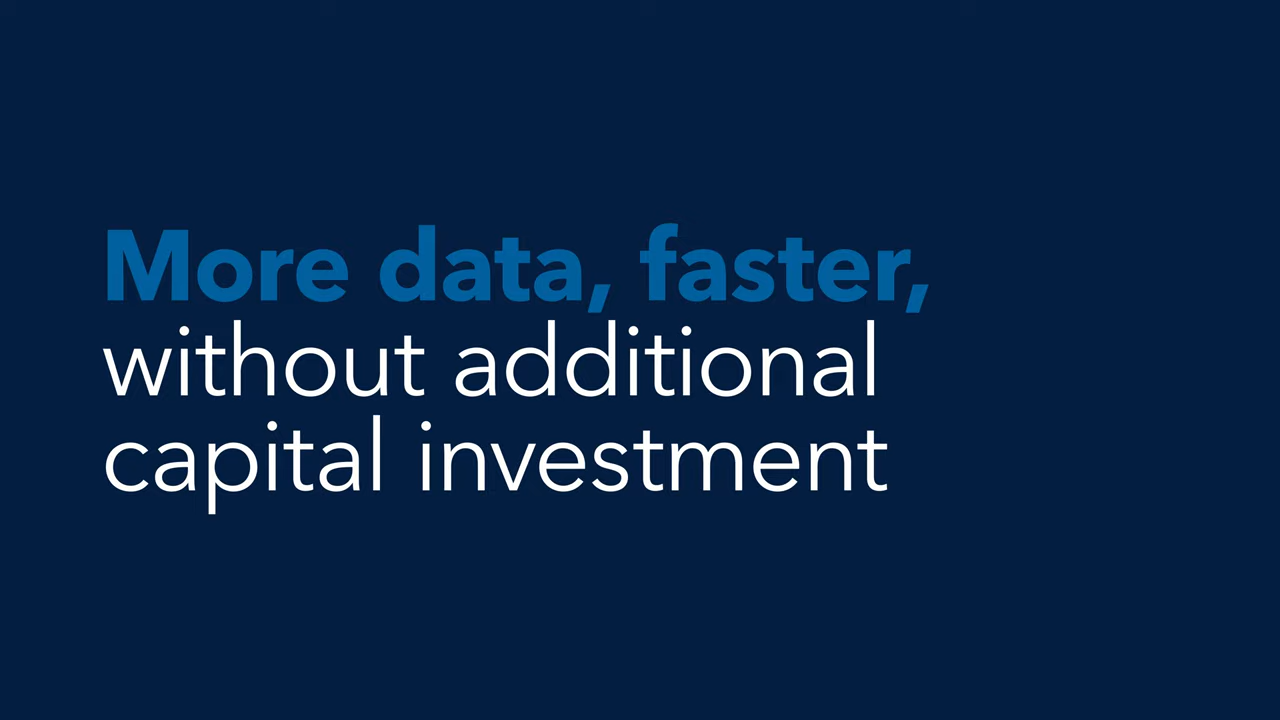 More data, faster,
without additional
capital investment